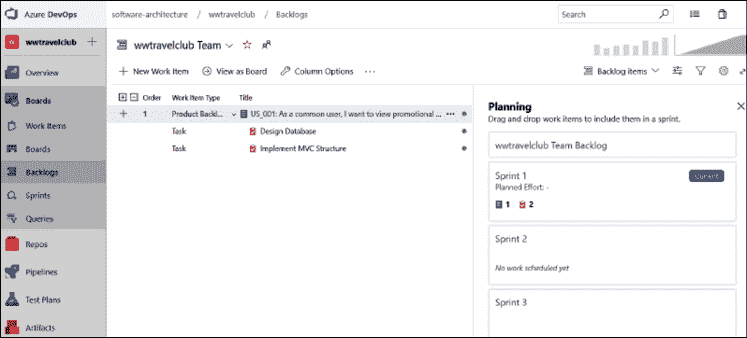 Azure DevOps
software-architecture / wwtravelclub / Boards / Backlogs
Search
wwtravelclub
Overview
Boards
Work Items
Boards
Backlogs
Sprints
Queries
Repos
Pipelines
Test Plans
Artifacts
wwtravelclub Team
New Work Item
View as Board
Column Options
Backlog items
Order Work Item Type Title
1 Product Backl... US_001: As a common user, I want to view promotional ...
Task Design Database
Task Implement MVC Structure
Planning
Drag and drop work items to include them in a sprint.
wwtravelclub Team Backlog
Sprint 1 Current
Planned Effort: -
1 2
Sprint 2
No work scheduled yet
Sprint 3